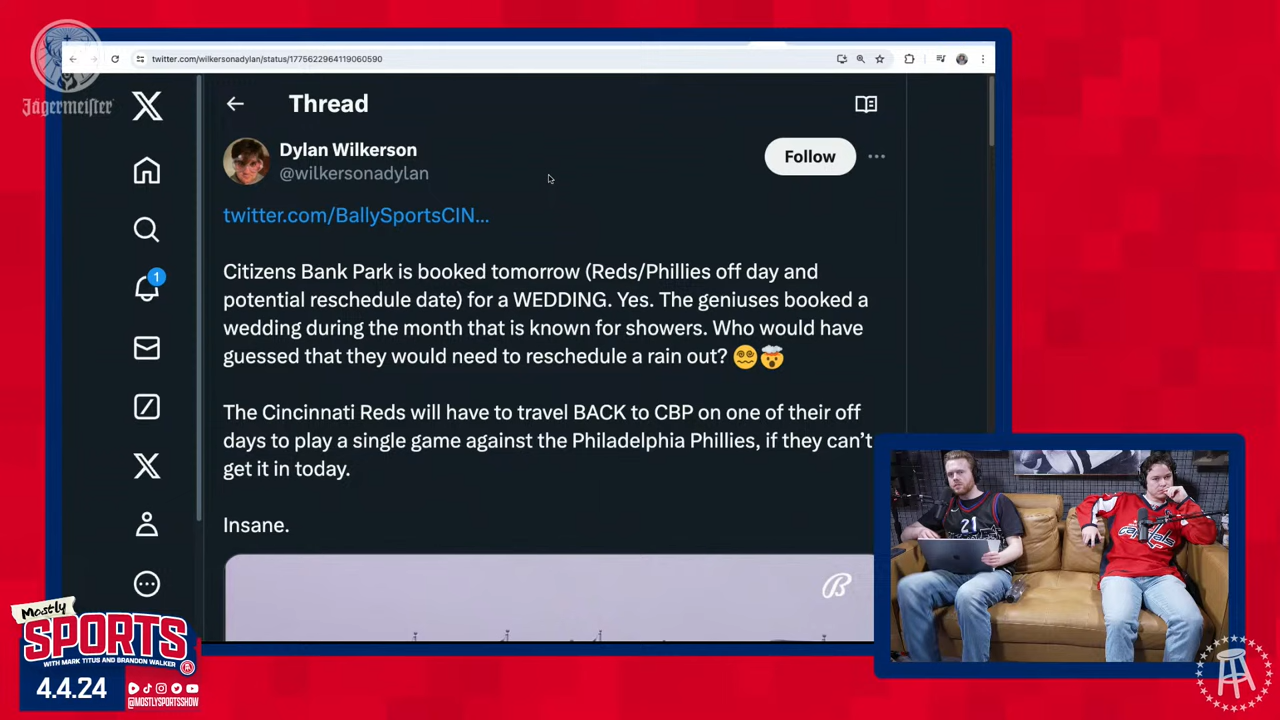 Jägermeister
twitter.com/wilkersonadylan/status/1775622964119060590
Thread
Dylan Wilkerson
@wilkersonadylan
Follow
twitter.com/BallySportsCIN...
1
Citizens Bank Park is booked tomorrow (Reds/Phillies off day and
potential reschedule date) for a WEDDING. Yes. The geniuses booked a
wedding during the month that is known for showers. Who would have
guessed that they would need to reschedule a rain out? 😵‍💫🤯
The Cincinnati Reds will have to travel BACK to CBP on one of their off
days to play a single game against the Philadelphia Phillies, if they can’t
get it in today.
Insane.
B
21
capitals
Mostly
SPORTS
WITH MARK TITUS AND BRANDON WALKER
4.4.24
@MOSTLYSPORTSSHOW